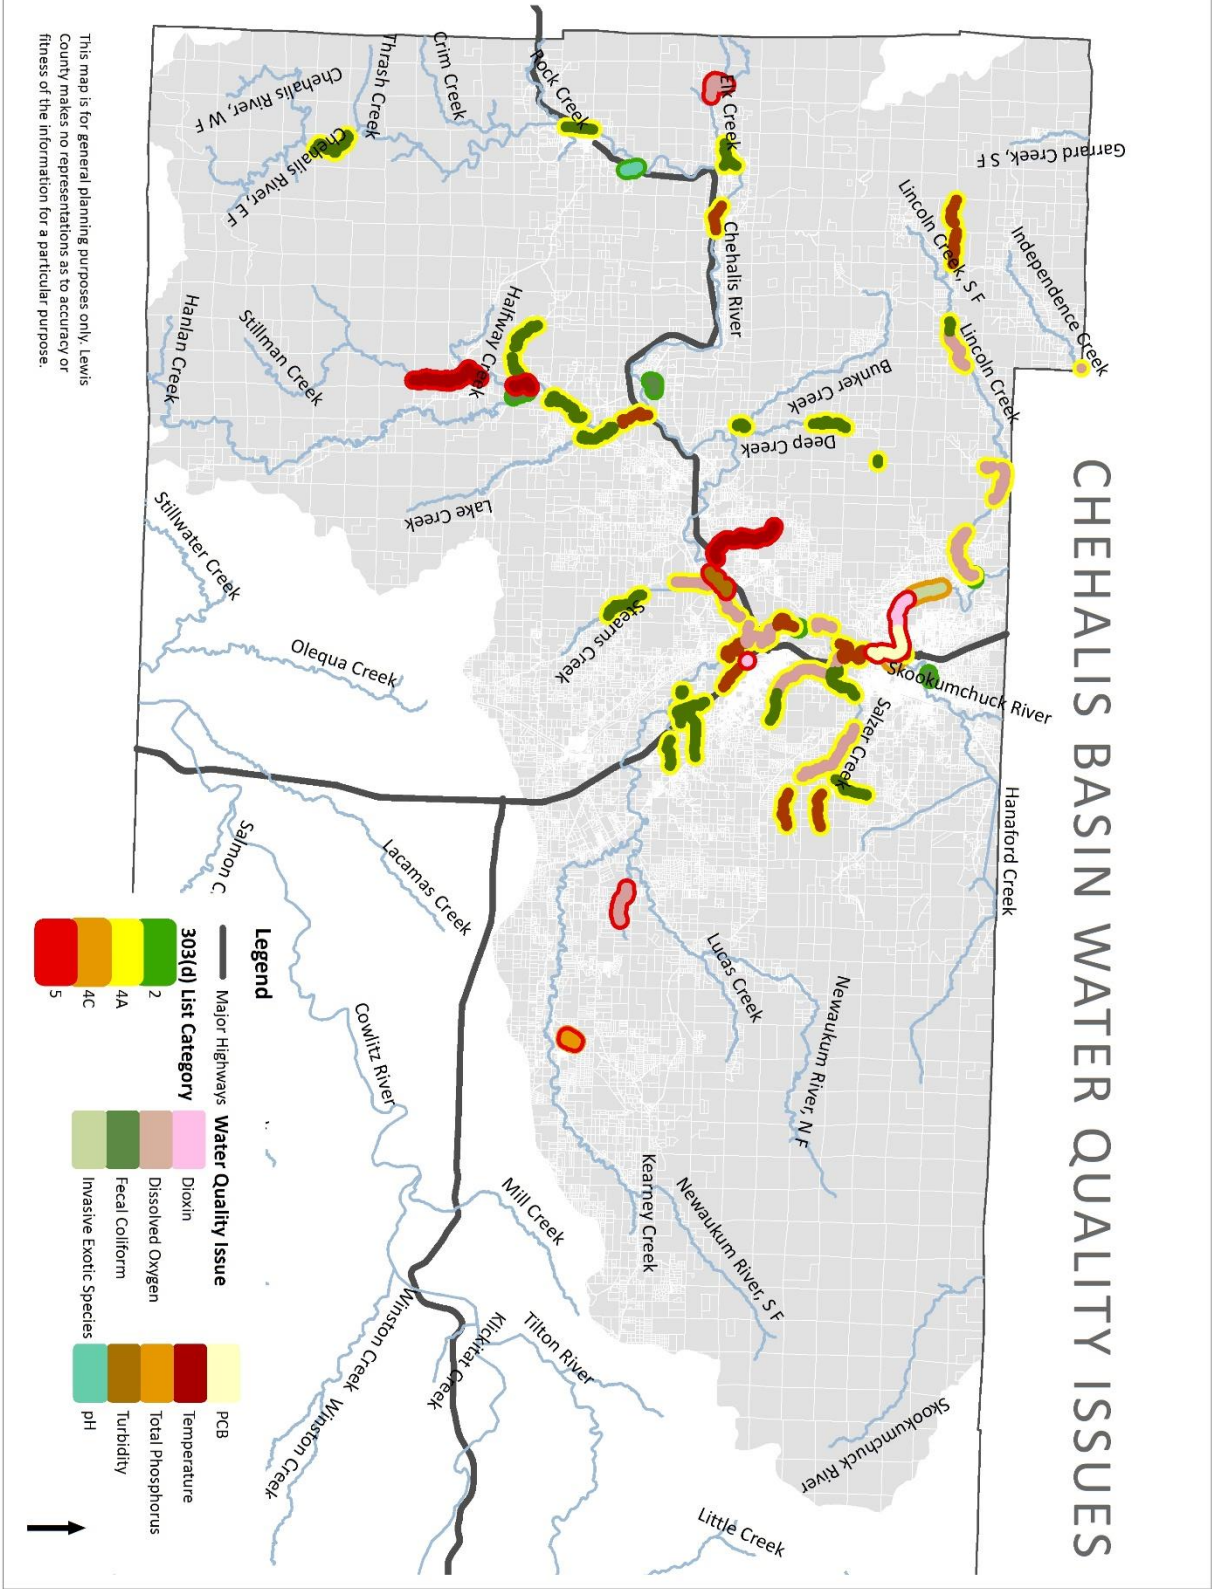 CHEHALIS BASIN WATER QUALITY ISSUES
Garrard Creek, S F
Independence Creek
Lincoln Creek, S F
Lincoln Creek
Elk Creek
Chehalis River
Rock Creek
Crim Creek
Thrash Creek
Chehalis River, W F
Chehalis River, E F
Bunker Creek
Deep Creek
Halfway Creek
Stillman Creek
Hanlan Creek
Lake Creek
Stearns Creek
Stillwater Creek
Olequa Creek
Skookumchuck River
Salzer Creek
Hanaford Creek
Salmon C
Lacamas Creek
Lucas Creek
Newaukum River, N F
Cowlitz River
Kearney Creek
Newaukum River, S F
Mill Creek
Winston Creek
Winston Creek
Klickitat Creek
Tilton River
Skookumchuck River
Little Creek
Legend
Major Highways
303(d) List Category
2
4A
4C
5
Water Quality Issue
Dioxin
Dissolved Oxygen
Fecal Coliform
Invasive Exotic Species
PCB
Temperature
Total Phosphorus
Turbidity
pH
This map is for general planning purposes only. Lewis
County makes no representations as to accuracy or
fitness of the information for a particular purpose.